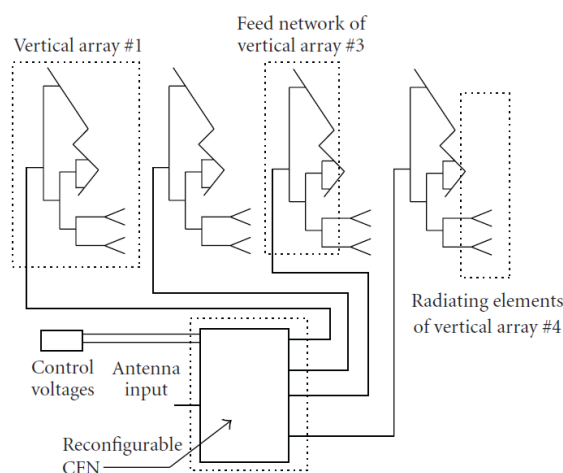 Vertical array #1
Feed network of
vertical array #3
Radiating elements
of vertical array #4
Control
voltages
Antenna
input
Reconfigurable
CFN